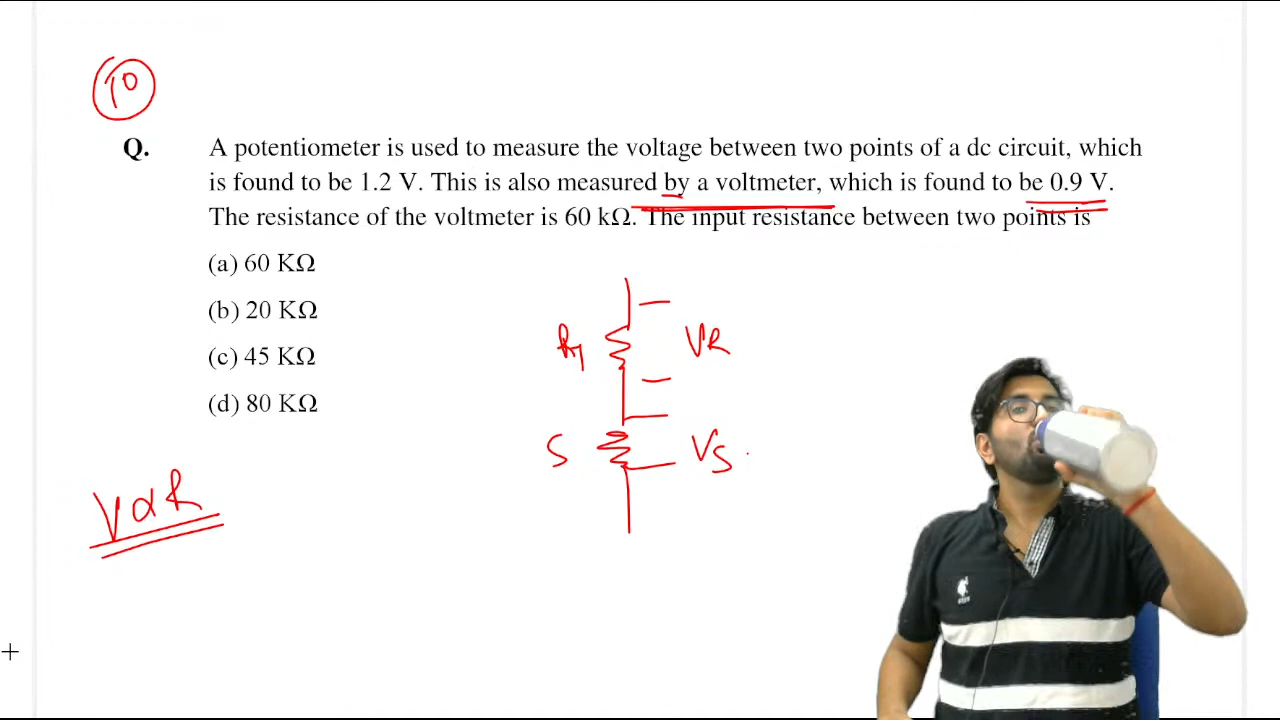 10
Q. A potentiometer is used to measure the voltage between two points of a dc circuit, which
is found to be 1.2 V. This is also measured by a voltmeter, which is found to be 0.9 V.
The resistance of the voltmeter is 60 kΩ. The input resistance between two points is
(a) 60 KΩ
(b) 20 KΩ
(c) 45 KΩ
(d) 80 KΩ
VR
S VS
V α R